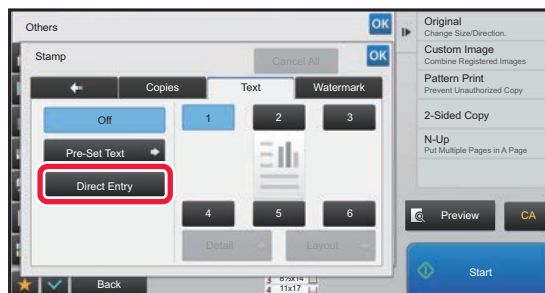 Others
OK
Stamp
Cancel All
OK
Copies
Text
Watermark
Off
Pre-Set Text
Direct Entry
1
2
3
4
5
6
Detail
Layout
Back
8½x14
4 11x17
Original
Change Size/Direction.
Custom Image
Combine Registered Images
Pattern Print
Prevent Unauthorized Copy
2-Sided Copy
N-Up
Put Multiple Pages in A Page
Preview
CA
Start